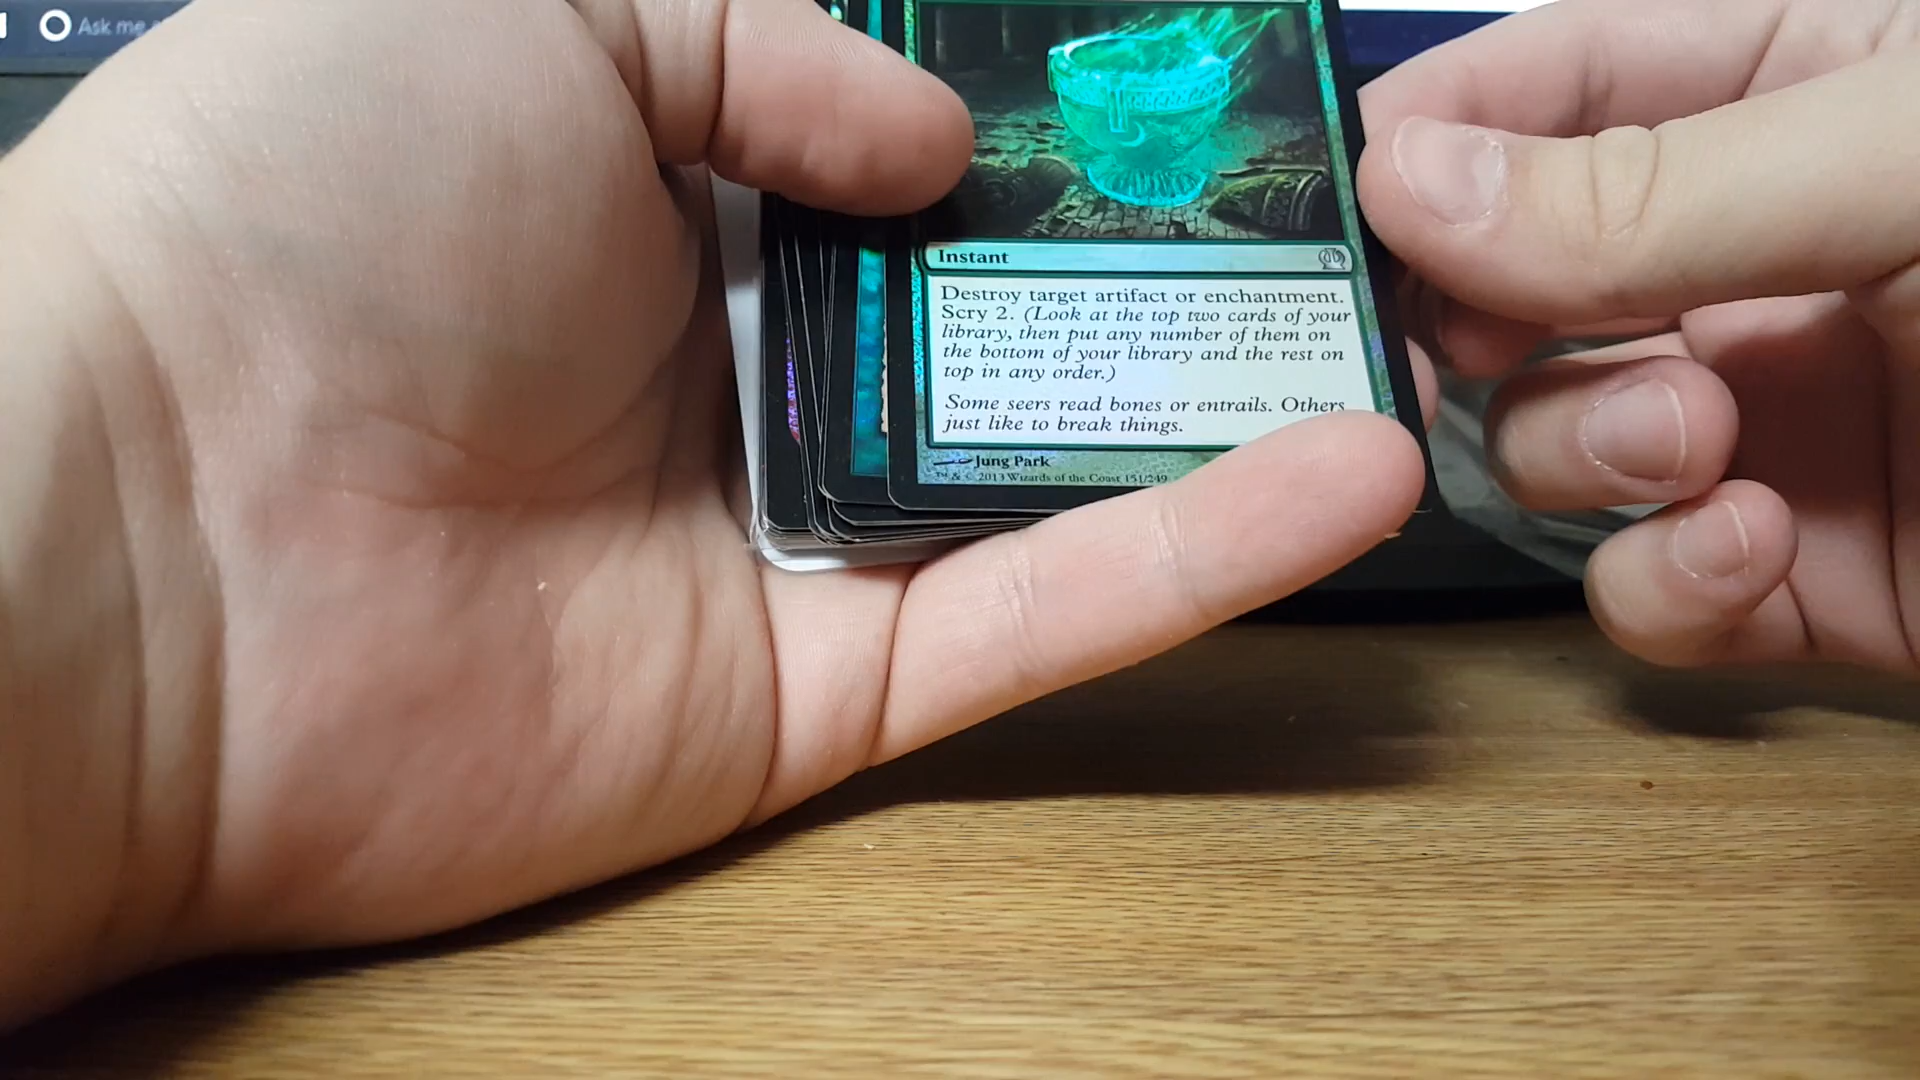 Ask me
Instant
Destroy target artifact or enchantment.
Scry 2. (Look at the top two cards of your
library, then put any number of them on
the bottom of your library and the rest on
top in any order.)
Some seers read bones or entrails. Others
just like to break things.
Jung Park
™ & © 2013 Wizards of the Coast 151/249